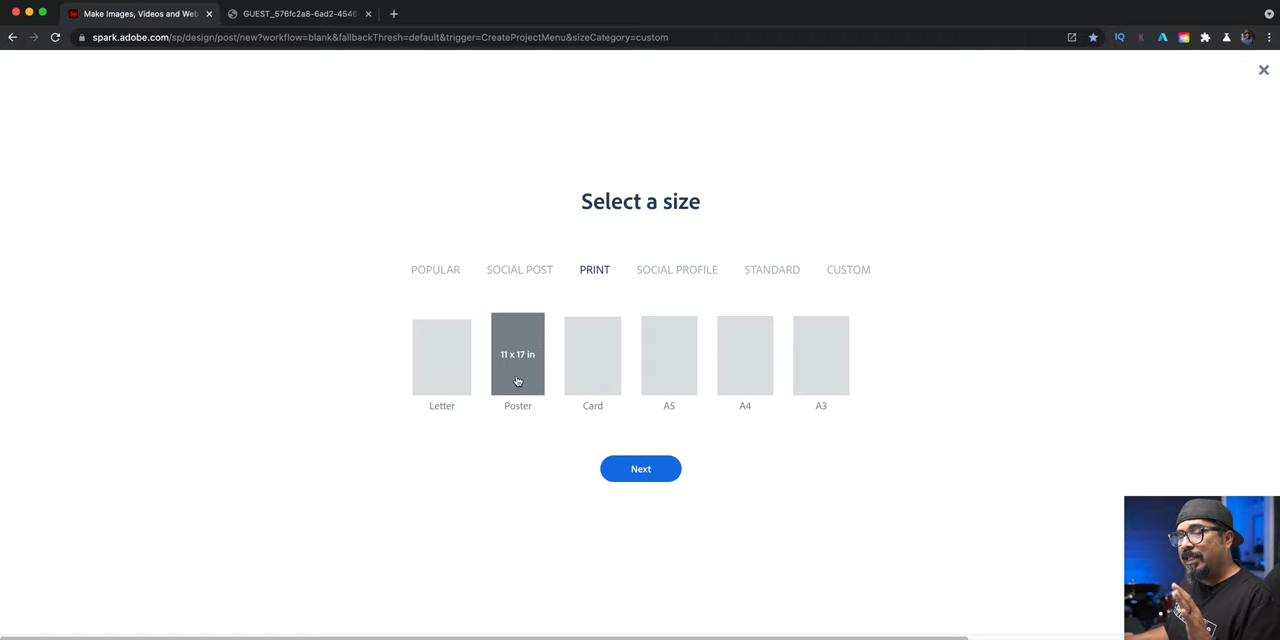 Make Images, Videos and Web
GUEST_576fc2a8-6ad2-4546
spark.adobe.com/sp/design/post/new?workflow=blank&fallbackThresh=default&trigger=CreateProjectMenu&sizeCategory=custom
IQ
K
Select a size
POPULAR SOCIAL POST PRINT SOCIAL PROFILE STANDARD CUSTOM
11 x 17 in
Letter Poster Card A5 A4 A3
Next